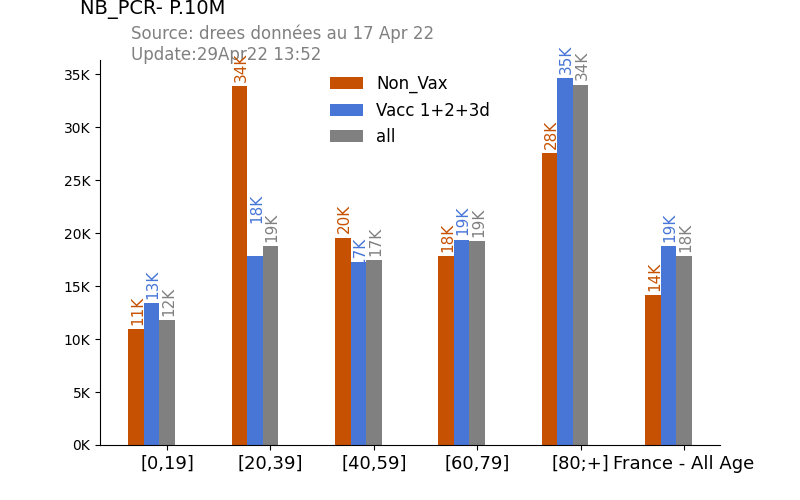 NB_PCR- P.10M
Source: drees données au 17 Apr 22
Update:29Apr22 13:52
35K
30K
25K
20K
15K
10K
5K
0K
Non_Vax
Vacc 1+2+3d
all
11K
13K
12K
34K
18K
19K
20K
7K
17K
18K
19K
19K
28K
35K
34K
14K
19K
18K
[0,19]
[20,39]
[40,59]
[60,79]
[80;+]
France - All Age